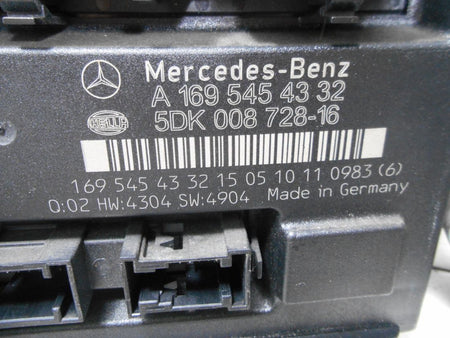 Mercedes-Benz
A 169 545 43 32
HELLA
5DK 008 728-16
169 545 43 32 15 05 10 11 0983 (6)
0:02 HW:4304 SW:4904 Made in Germany